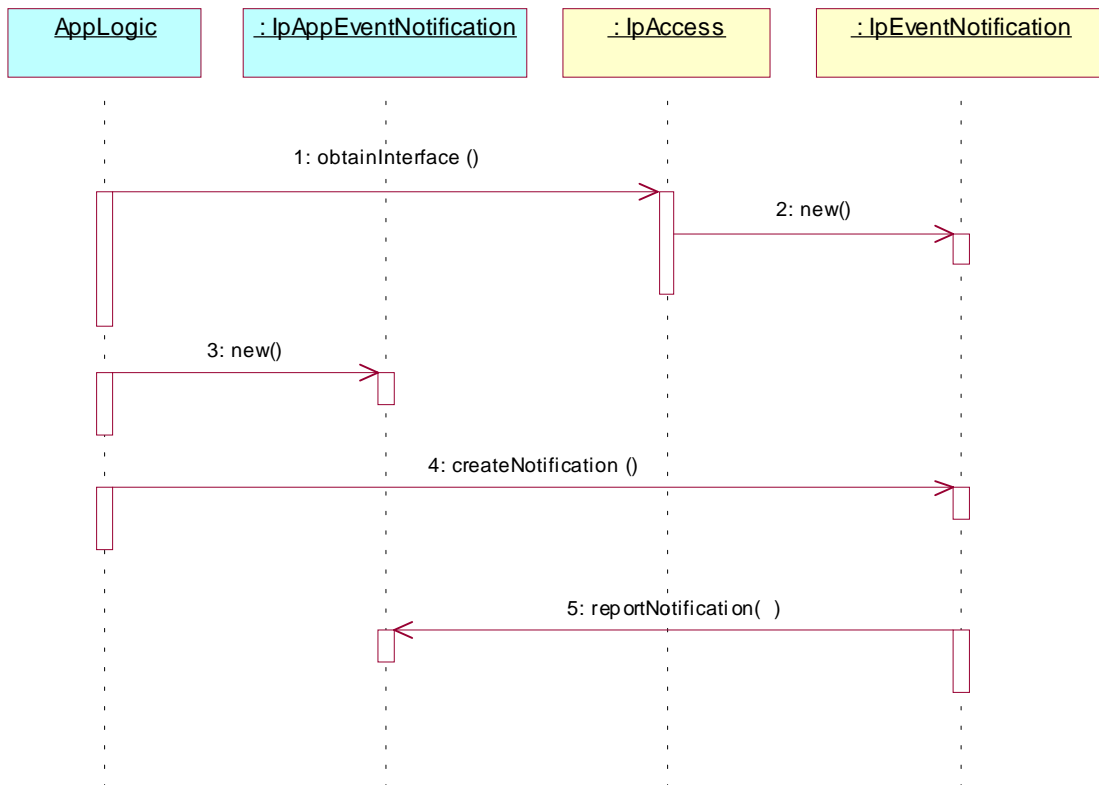 AppLogic
: IpAppEventNotification
: IpAccess
: IpEventNotification
1: obtainInterface ()
2: new()
3: new()
4: createNotification ()
5: reportNotification( )